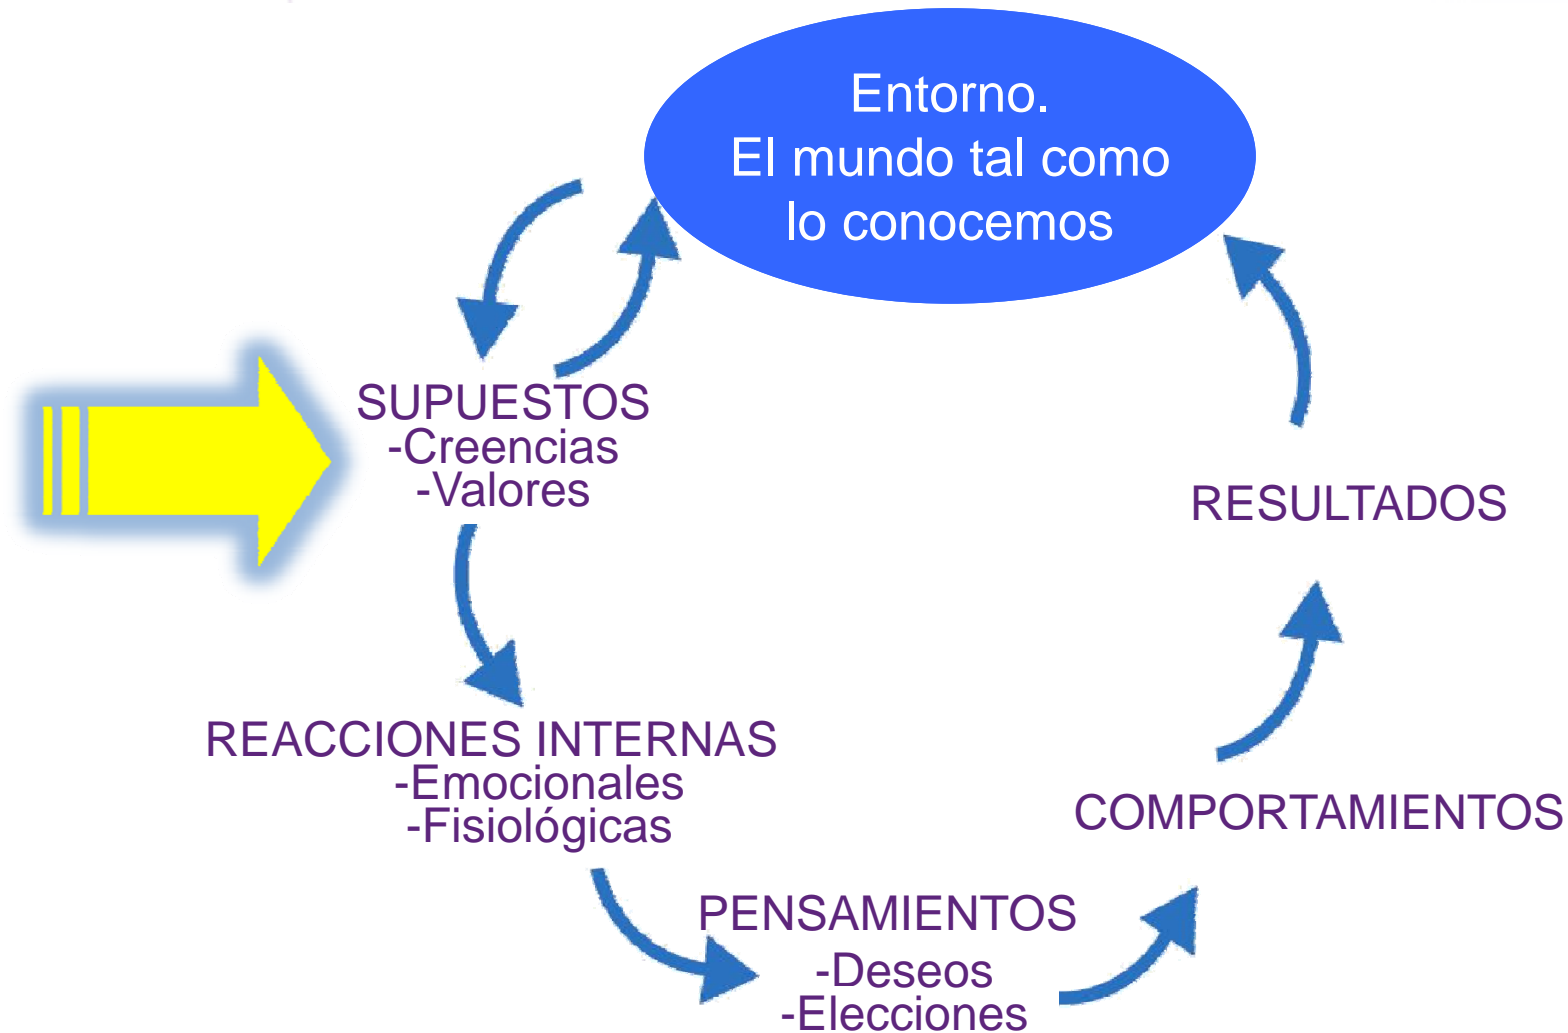 Entorno.
El mundo tal como
lo conocemos
SUPUESTOS
-Creencias
-Valores
REACCIONES INTERNAS
-Emocionales
-Fisiológicas
PENSAMIENTOS
-Deseos
-Elecciones
COMPORTAMIENTOS
RESULTADOS